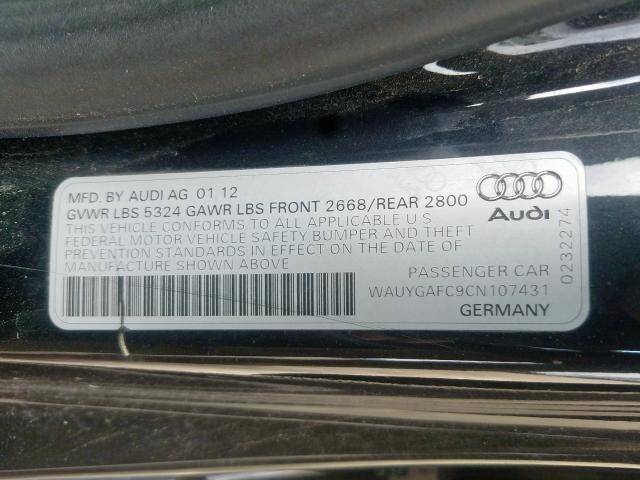 MFD. BY AUDI AG 01 12
GVWR LBS 5324 GAWR LBS FRONT 2668/REAR 2800
THIS VEHICLE CONFORMS TO ALL APPLICABLE U S
FEDERAL MOTOR VEHICLE SAFETY, BUMPER AND THEFT
PREVENTION STANDARDS IN EFFECT ON THE DATE OF
MANUFACTURE SHOWN ABOVE
Audi
0232274
PASSENGER CAR
WAUYGAFC9CN107431
GERMANY